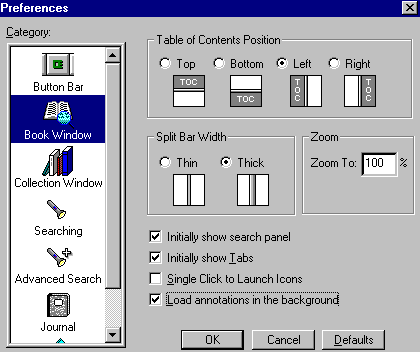 Preferences
Category:
Button Bar
Book Window
Collection Window
Searching
Advanced Search
Journal
Table of Contents Position
Top Bottom Left Right
TOC TOC TOC TOC
Split Bar Width
Thin Thick
Zoom
Zoom To: 100 %
Initially show search panel
Initially show Tabs
Single Click to Launch Icons
Load annotations in the background
OK Cancel Defaults